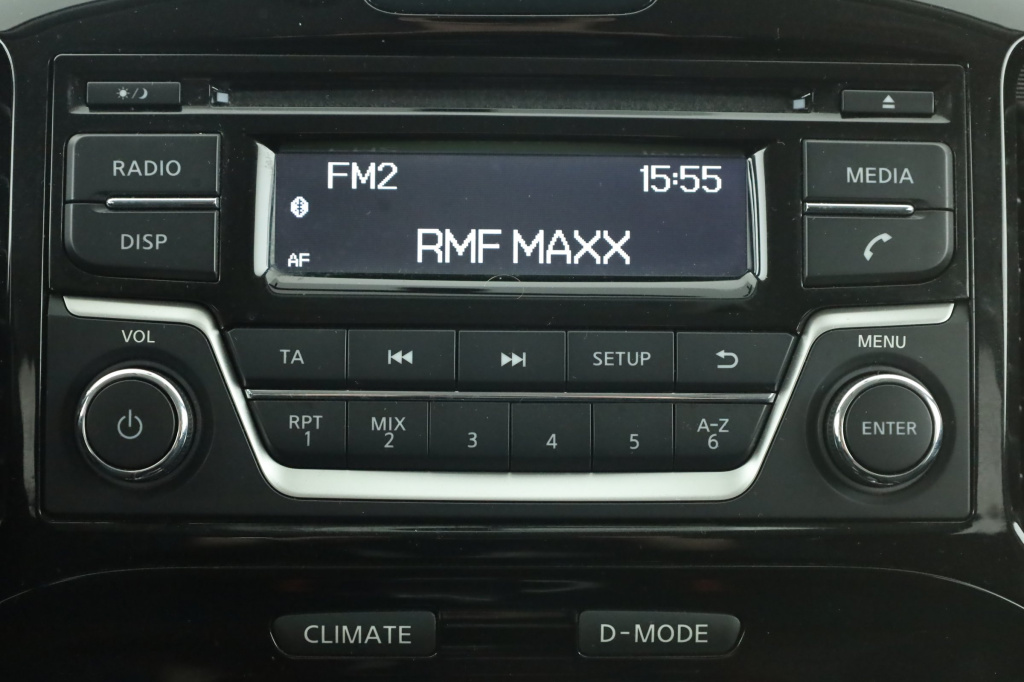 RADIO
FM2 15:55
MEDIA
DISP
AF
RMF MAXX
VOL
TA
SETUP
MENU
RPT
1
MIX
2
3
4
5
A-Z
6
ENTER
CLIMATE
D-MODE